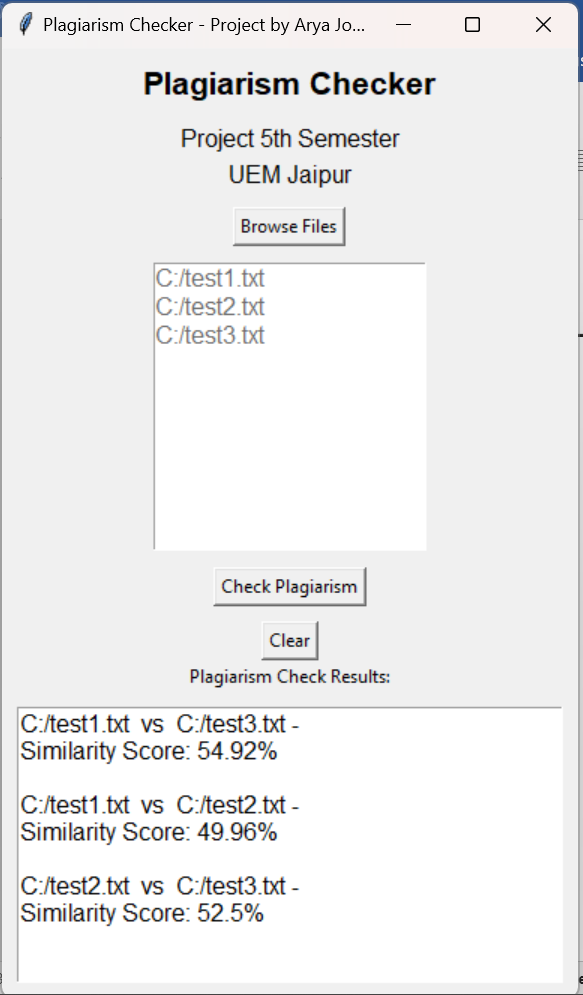 Plagiarism Checker - Project by Arya Jo...
Plagiarism Checker
Project 5th Semester
UEM Jaipur
Browse Files
C:/test1.txt
C:/test2.txt
C:/test3.txt
Check Plagiarism
Clear
Plagiarism Check Results:
C:/test1.txt  vs  C:/test3.txt -
Similarity Score: 54.92%
C:/test1.txt  vs  C:/test2.txt -
Similarity Score: 49.96%
C:/test2.txt  vs  C:/test3.txt -
Similarity Score: 52.5%